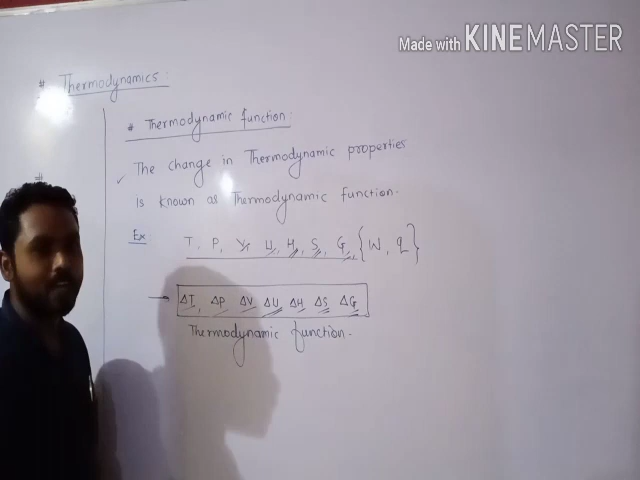 Made with KINEMASTER
# Thermodynamics:
# Thermodynamic function:
#
✓ The change in Thermodynamic properties
is known as Thermodynamic function.
Ex T, P, V, U, H, S, G, {W, q}
→ ΔT, ΔP, ΔV, ΔU, ΔH, ΔS, ΔG
Thermodynamic function.